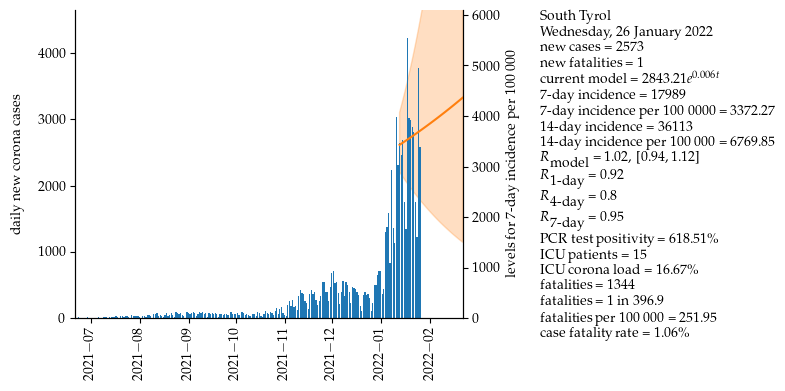 South Tyrol
Wednesday, 26 January 2022
new cases = 2573
new fatalities = 1
current model = 2843.21e^0.006t
7-day incidence = 17989
7-day incidence per 100 0000 = 3372.27
14-day incidence = 36113
14-day incidence per 100 000 = 6769.85
R model = 1.02, [0.94, 1.12]
R 1-day = 0.92
R 4-day = 0.8
R 7-day = 0.95
PCR test positivity = 618.51%
ICU patients = 15
ICU corona load = 16.67%
fatalities = 1344
fatalities = 1 in 396.9
fatalities per 100 000 = 251.95
case fatality rate = 1.06%
daily new corona cases
4000
3000
2000
1000
0
levels for 7-day incidence per 100 000
6000
5000
4000
3000
2000
1000
0
2021-07
2021-08
2021-09
2021-10
2021-11
2021-12
2022-01
2022-02